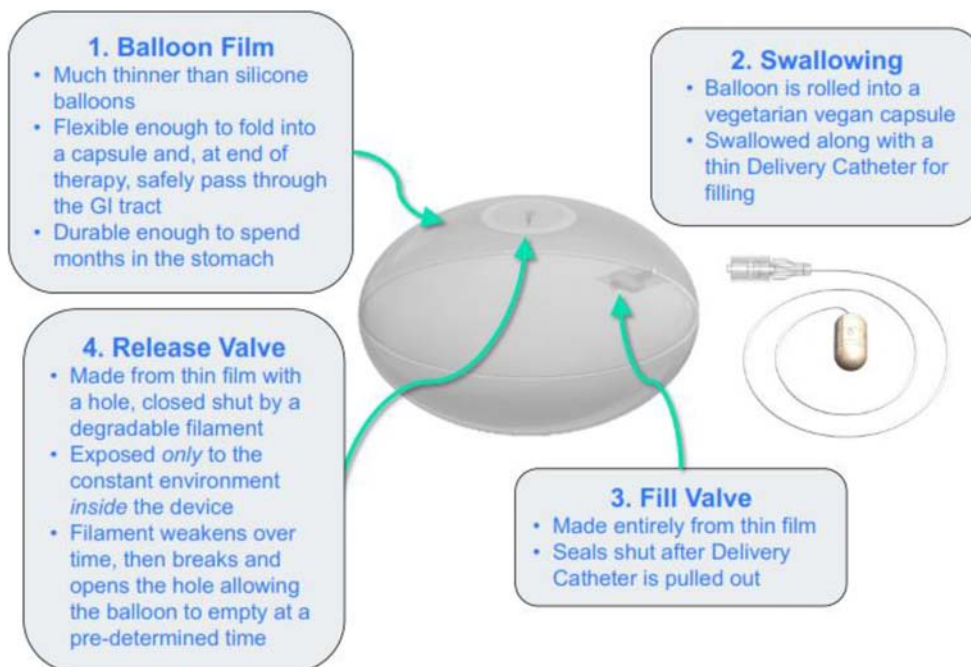 1. Balloon Film
• Much thinner than silicone
balloons
• Flexible enough to fold into
a capsule and, at end of
therapy, safely pass through
the GI tract
• Durable enough to spend
months in the stomach
2. Swallowing
• Balloon is rolled into a
vegetarian vegan capsule
• Swallowed along with a
thin Delivery Catheter for
filling
3. Fill Valve
• Made entirely from thin film
• Seals shut after Delivery
Catheter is pulled out
4. Release Valve
• Made from thin film with
a hole, closed shut by a
degradable filament
• Exposed only to the
constant environment
inside the device
• Filament weakens over
time, then breaks and
opens the hole allowing
the balloon to empty at a
pre-determined time